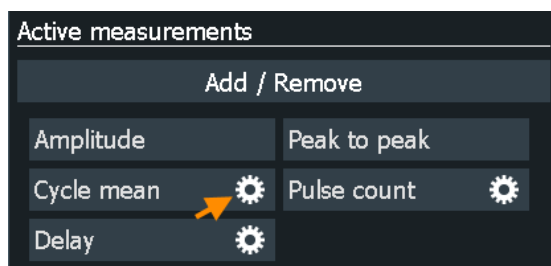 Active measurements
Add / Remove
Amplitude
Peak to peak
Cycle mean
Pulse count
Delay